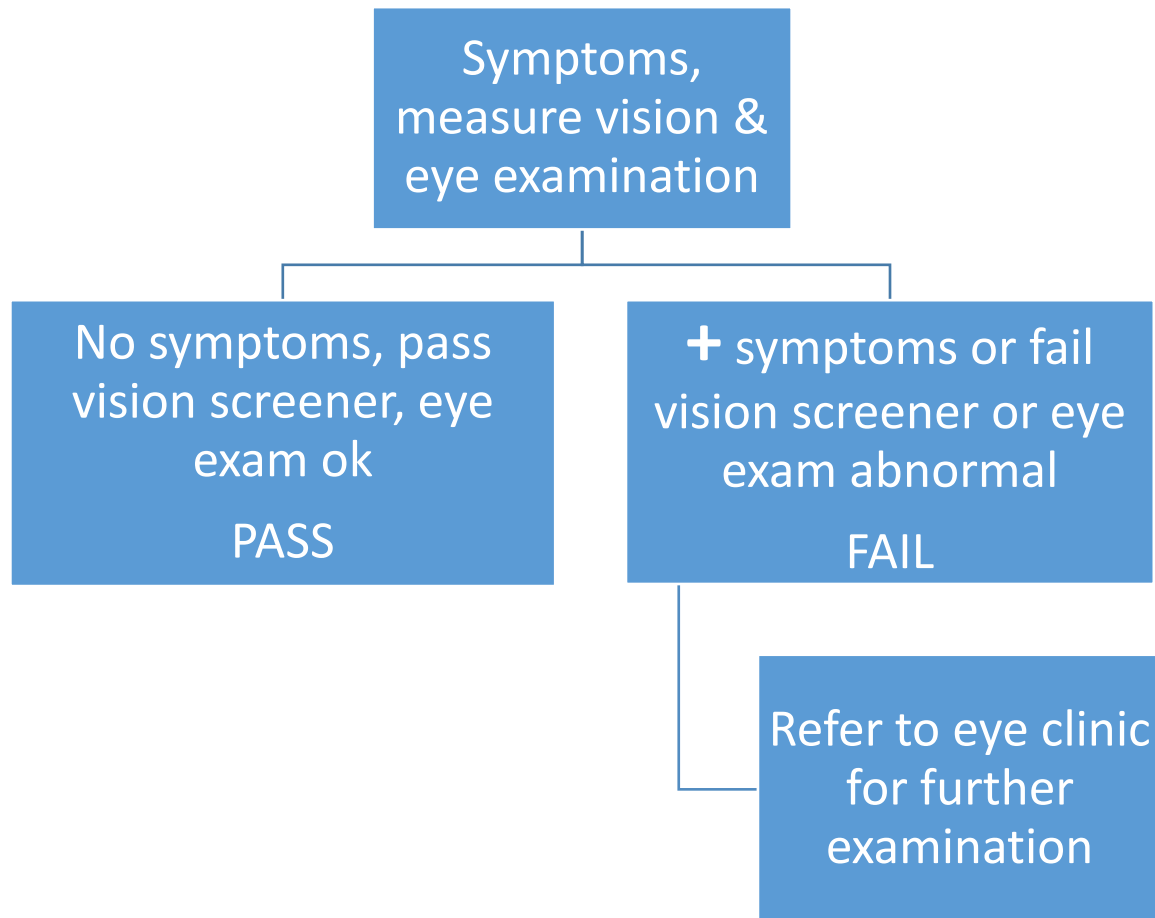 Symptoms,
measure vision &
eye examination
No symptoms, pass
vision screener, eye
exam ok
PASS
+ symptoms or fail
vision screener or eye
exam abnormal
FAIL
Refer to eye clinic
for further
examination